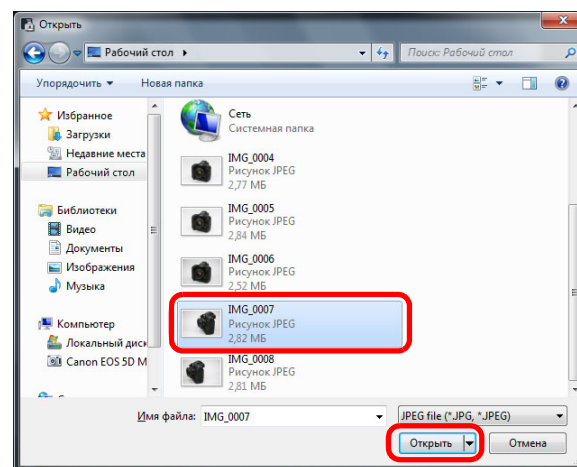 Открыть
Рабочий стол
Поиск: Рабочий стол
Упорядочить
Новая папка
Избранное
Загрузки
Недавние места
Рабочий стол
Библиотеки
Видео
Документы
Изображения
Музыка
Компьютер
Локальный диск
Canon EOS 5D M
Сеть
Системная папка
IMG_0004
Рисунок JPEG
2,77 МБ
IMG_0005
Рисунок JPEG
2,84 МБ
IMG_0006
Рисунок JPEG
2,52 МБ
IMG_0007
Рисунок JPEG
2,82 МБ
IMG_0008
Рисунок JPEG
2,81 МБ
Имя файла: IMG_0007
JPEG file (*.JPG, *.JPEG)
Открыть
Отмена